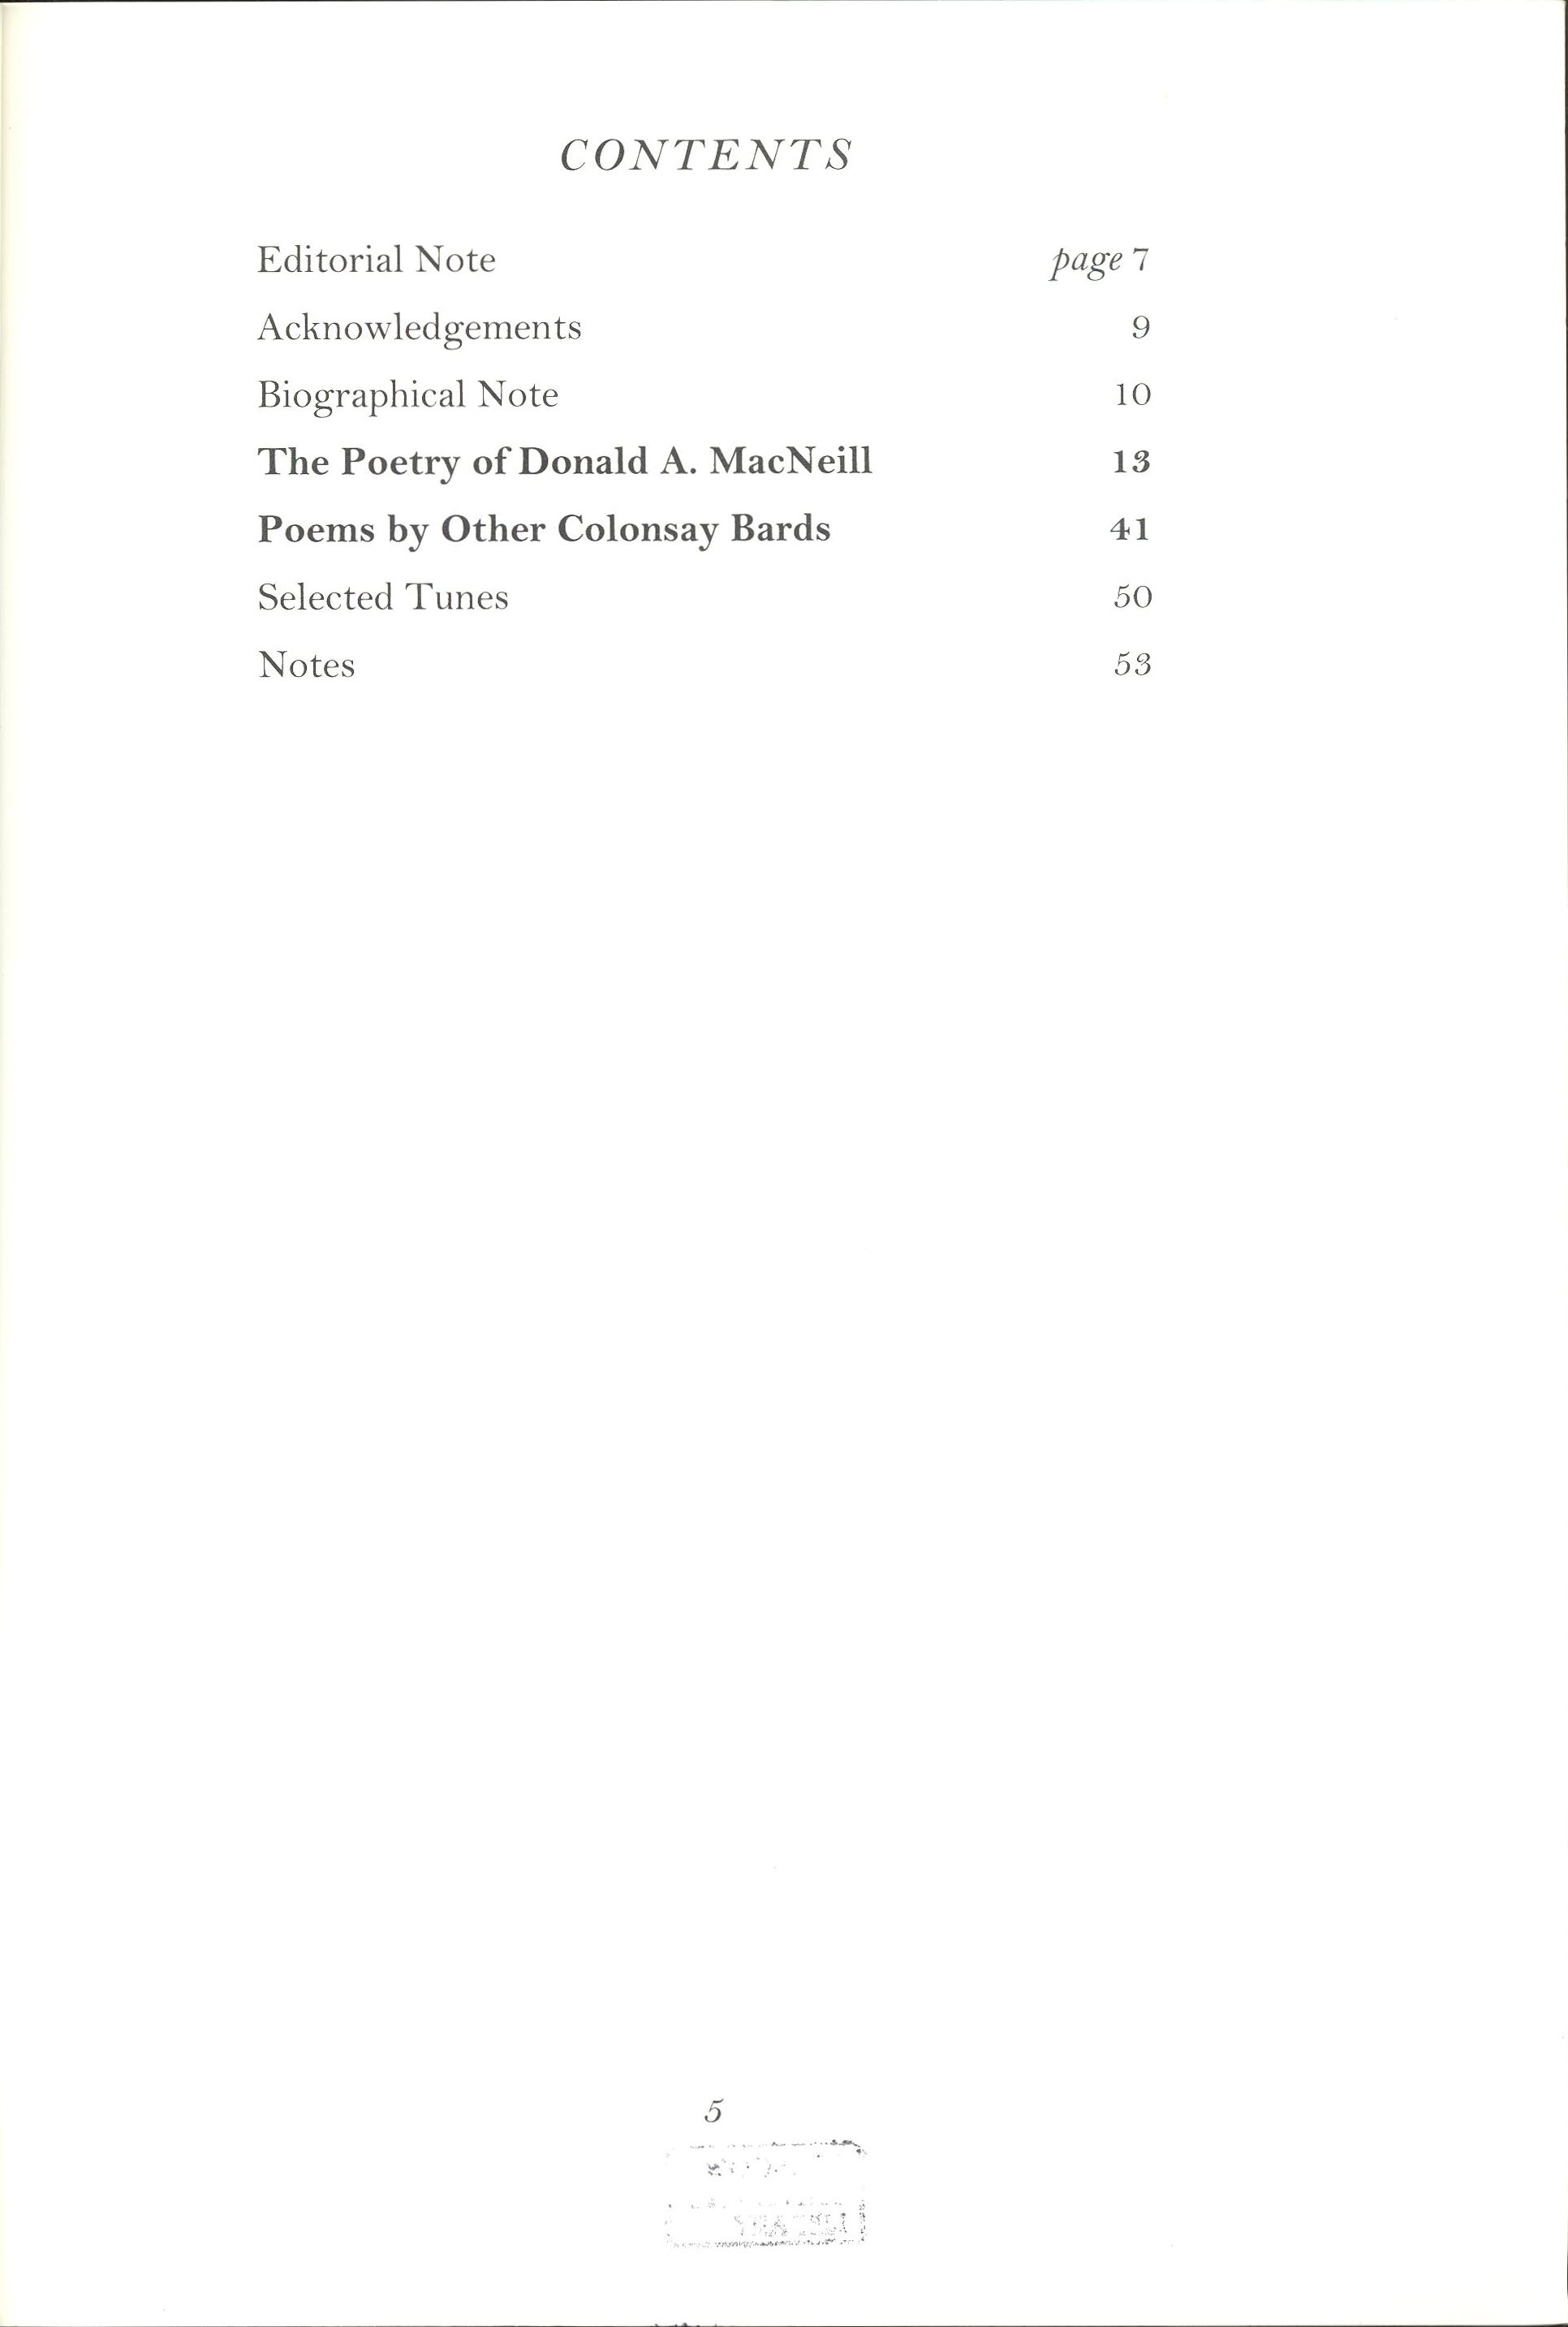 CONTENTS
Editorial Note page 7
Acknowledgements 9
Biographical Note 10
The Poetry of Donald A. MacNeill 13
Poems by Other Colonsay Bards 41
Selected Tunes 50
Notes 53
5